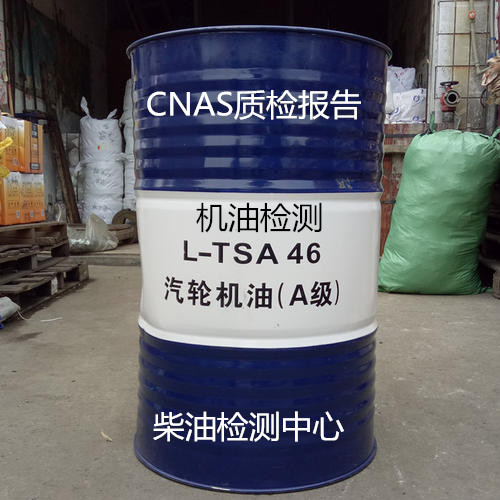 CNAS质检报告
机油检测
L-TSA 46
汽轮机油(A级)
柴油检测中心